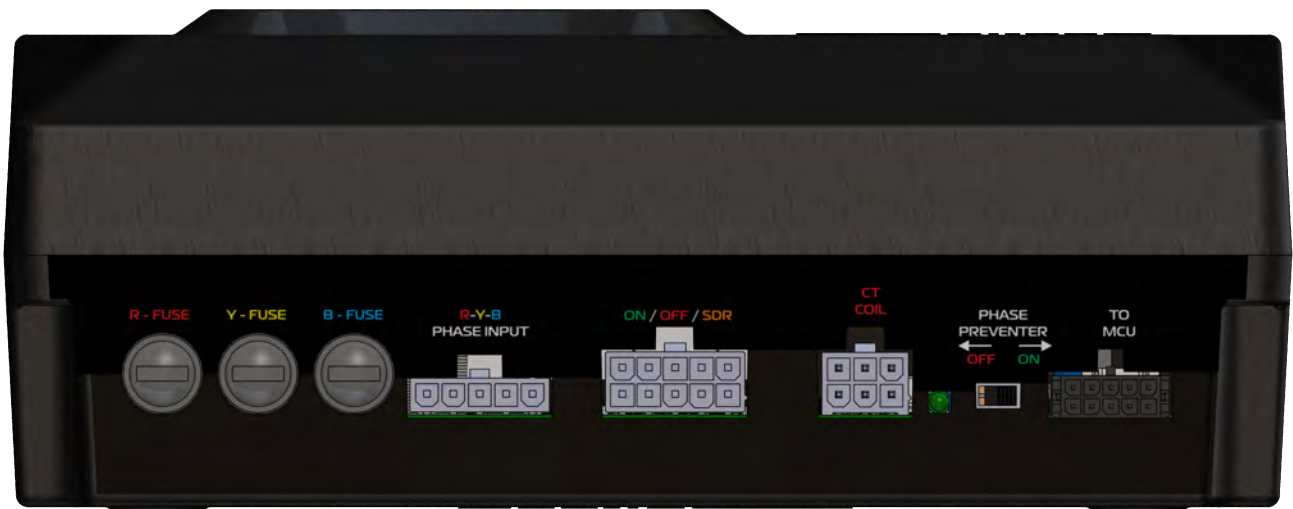 R - FUSE
Y - FUSE
B - FUSE
R-Y-B
PHASE INPUT
ON / OFF / SDR
CT
COIL
PHASE
PREVENTER
OFF ON
TO
MCU